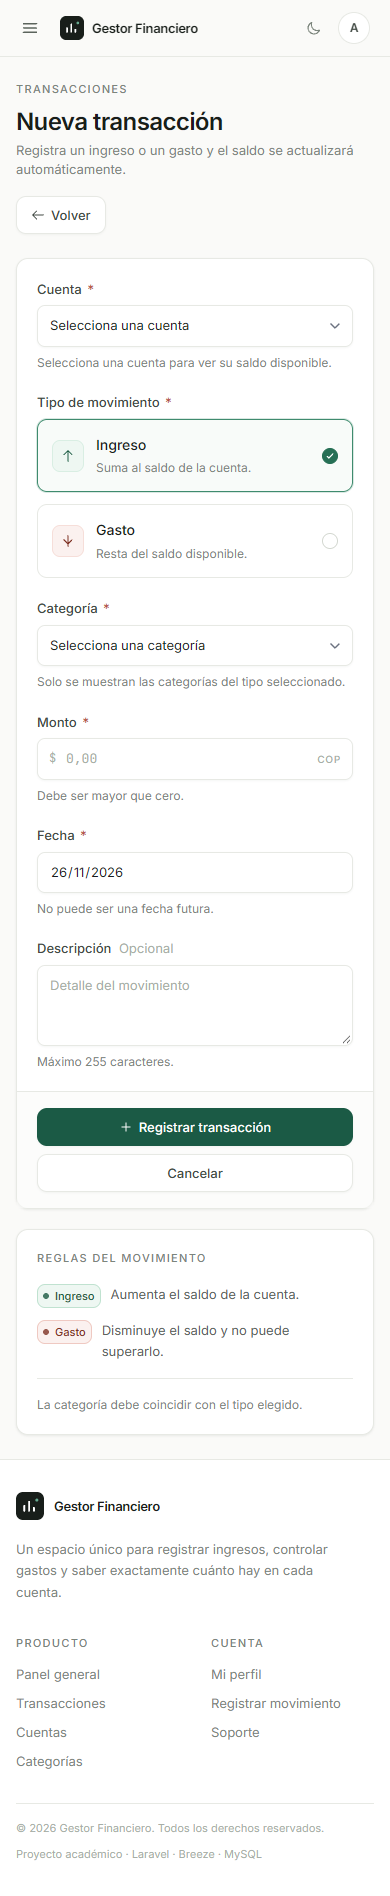 Gestor Financiero
A
TRANSACCIONES
Nueva transacción
Registra un ingreso o un gasto y el saldo se actualizará
automáticamente.
← Volver
Cuenta *
Selecciona una cuenta
Selecciona una cuenta para ver su saldo disponible.
Tipo de movimiento *
Ingreso
Suma al saldo de la cuenta.
Gasto
Resta del saldo disponible.
Categoría *
Selecciona una categoría
Solo se muestran las categorías del tipo seleccionado.
Monto *
$ 0,00 COP
Debe ser mayor que cero.
Fecha *
26/11/2026
No puede ser una fecha futura.
Descripción Opcional
Detalle del movimiento
Máximo 255 caracteres.
+ Registrar transacción
Cancelar
REGLAS DEL MOVIMIENTO
Ingreso Aumenta el saldo de la cuenta.
Gasto Disminuye el saldo y no puede
superarlo.
La categoría debe coincidir con el tipo elegido.
Gestor Financiero
Un espacio único para registrar ingresos, controlar
gastos y saber exactamente cuánto hay en cada
cuenta.
PRODUCTO
Panel general
Transacciones
Cuentas
Categorías
CUENTA
Mi perfil
Registrar movimiento
Soporte
© 2026 Gestor Financiero. Todos los derechos reservados.
Proyecto académico · Laravel · Breeze · MySQL